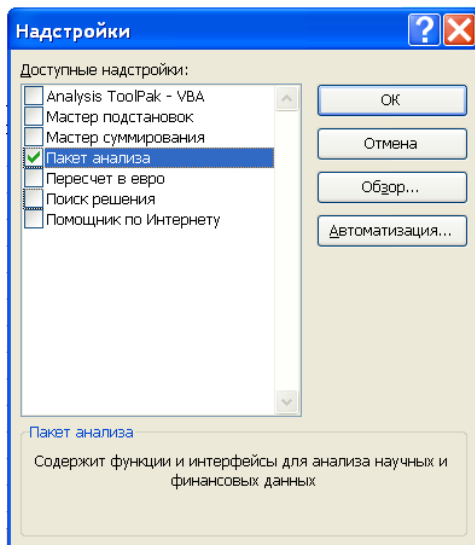 Надстройки
Доступные надстройки:
Analysis ToolPak - VBA
Мастер подстановок
Мастер суммирования
Пакет анализа
Пересчет в евро
Поиск решения
Помощник по Интернету
ОК
Отмена
Обзор...
Автоматизация...
Пакет анализа
Содержит функции и интерфейсы для анализа научных и
финансовых данных